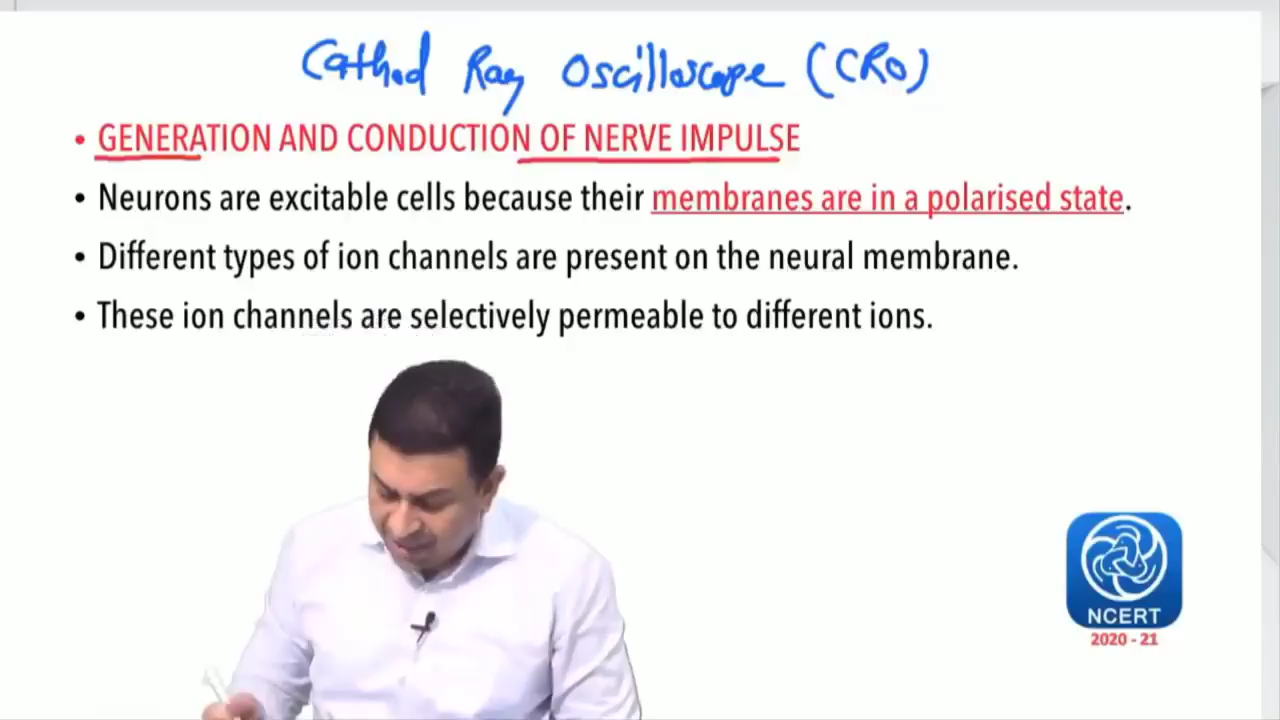 Cathod Ray Oscilloscope (CRO)
• GENERATION AND CONDUCTION OF NERVE IMPULSE
• Neurons are excitable cells because their membranes are in a polarised state.
• Different types of ion channels are present on the neural membrane.
• These ion channels are selectively permeable to different ions.
NCERT
2020 - 21